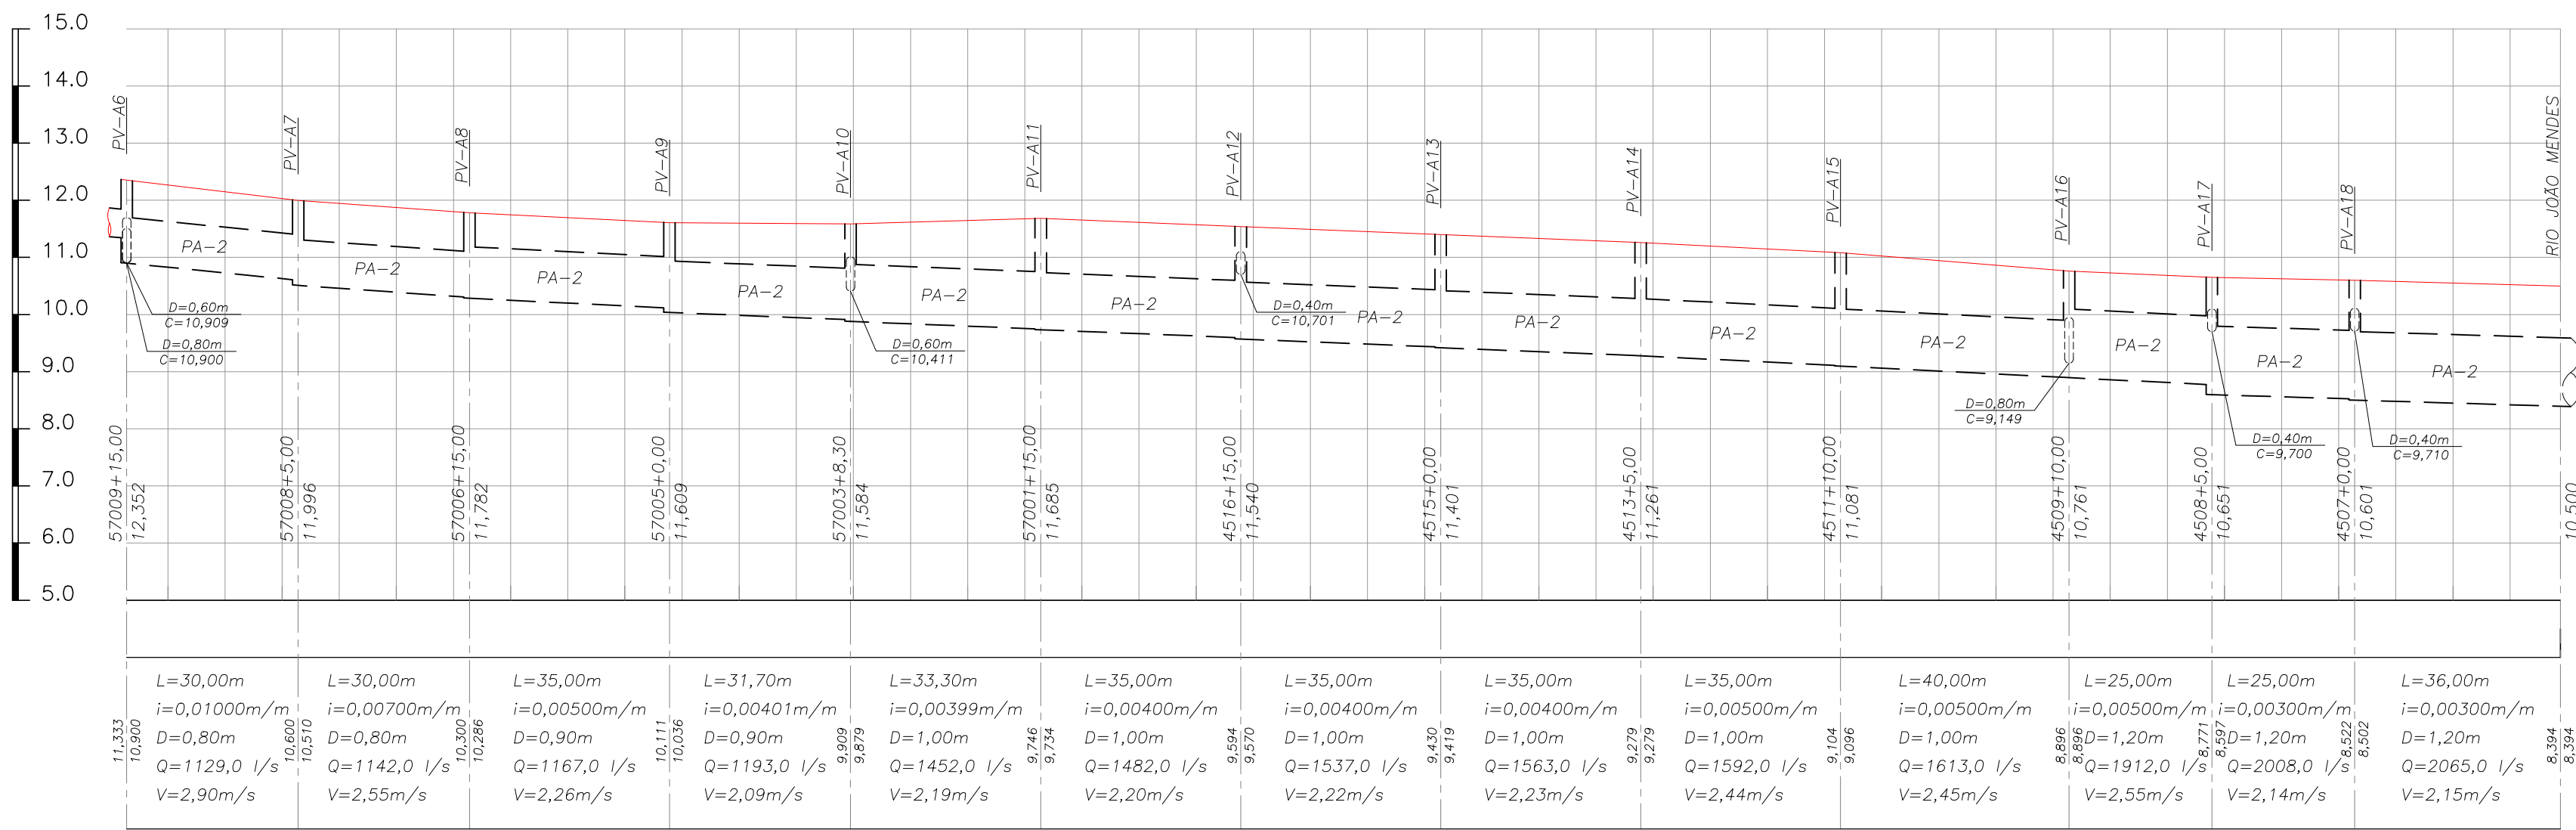 15.0
14.0
13.0
12.0
11.0
10.0
9.0
8.0
7.0
6.0
5.0
PV-A6
PV-A7
PV-A8
PV-A9
PV-A10
PV-A11
PV-A12
PV-A13
PV-A14
PV-A15
PV-A16
PV-A17
PV-A18
RIO JOÃO MENDES
PA-2
PA-2
PA-2
PA-2
PA-2
PA-2
PA-2
PA-2
PA-2
PA-2
PA-2
PA-2
PA-2
D=0,60m
C=10,909
D=0,80m
C=10,900
D=0,60m
C=10,411
D=0,40m
C=10,701
D=0,80m
C=9,149
D=0,40m
C=9,700
D=0,40m
C=9,710
57009+15,00
12,352
57008+5,00
11,996
57006+15,00
11,782
57005+0,00
11,609
57003+8,30
11,584
57001+15,00
11,685
4516+15,00
11,540
4515+0,00
11,401
4513+5,00
11,261
4511+10,00
11,081
4509+10,00
10,761
4508+5,00
10,651
4507+0,00
10,601
10,500
11,333
10,900
L=30,00m
i=0,01000m/m
D=0,80m
Q=1129,0 l/s
V=2,90m/s
10,600
10,510
L=30,00m
i=0,00700m/m
D=0,80m
Q=1142,0 l/s
V=2,55m/s
10,300
10,286
L=35,00m
i=0,00500m/m
D=0,90m
Q=1167,0 l/s
V=2,26m/s
10,111
10,036
L=31,70m
i=0,00401m/m
D=0,90m
Q=1193,0 l/s
V=2,09m/s
9,909
9,879
L=33,30m
i=0,00399m/m
D=1,00m
Q=1452,0 l/s
V=2,19m/s
9,746
9,734
L=35,00m
i=0,00400m/m
D=1,00m
Q=1482,0 l/s
V=2,20m/s
9,594
9,570
L=35,00m
i=0,00400m/m
D=1,00m
Q=1537,0 l/s
V=2,22m/s
9,430
9,419
L=35,00m
i=0,00400m/m
D=1,00m
Q=1563,0 l/s
V=2,23m/s
9,279
9,279
L=35,00m
i=0,00500m/m
D=1,00m
Q=1592,0 l/s
V=2,44m/s
9,104
9,096
L=40,00m
i=0,00500m/m
D=1,00m
Q=1613,0 l/s
V=2,45m/s
8,896
8,896
L=25,00m
i=0,00500m/m
D=1,20m
Q=1912,0 l/s
V=2,55m/s
8,771
8,597
L=25,00m
i=0,00300m/m
D=1,20m
Q=2008,0 l/s
V=2,14m/s
8,522
8,502
L=36,00m
i=0,00300m/m
D=1,20m
Q=2065,0 l/s
V=2,15m/s
8,394
8,394